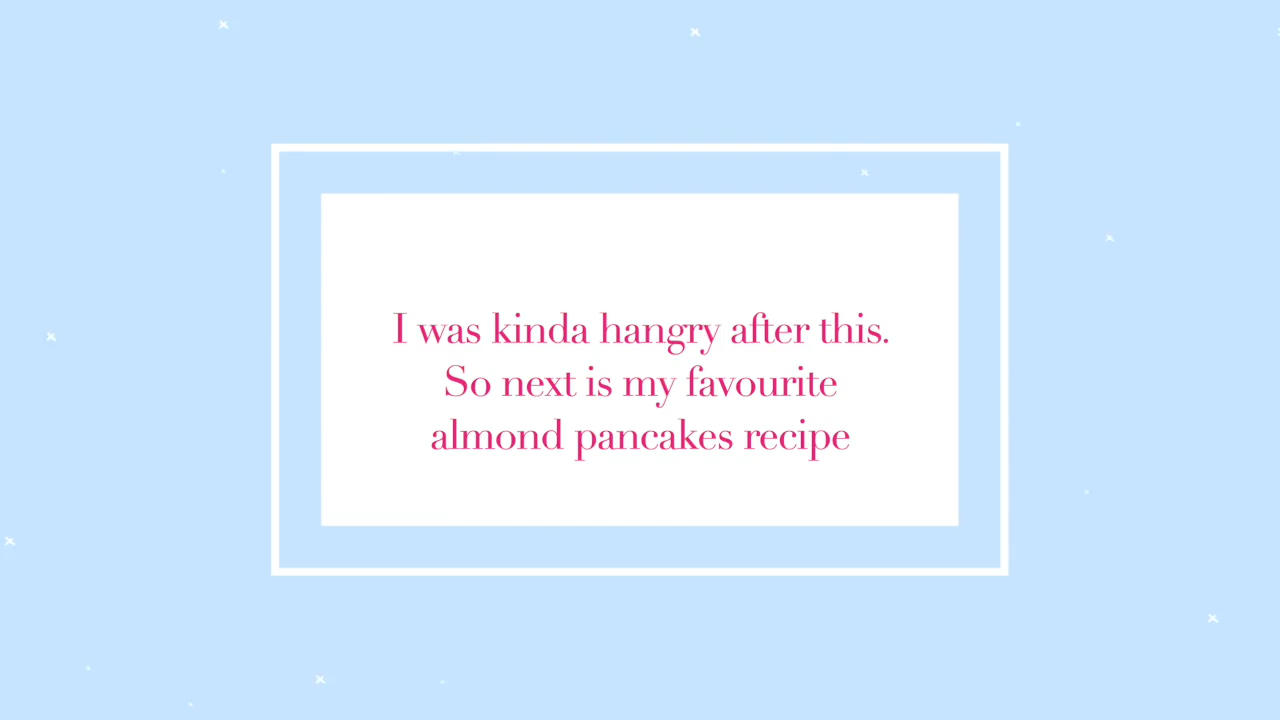 I was kinda hangry after this.
So next is my favourite
almond pancakes recipe